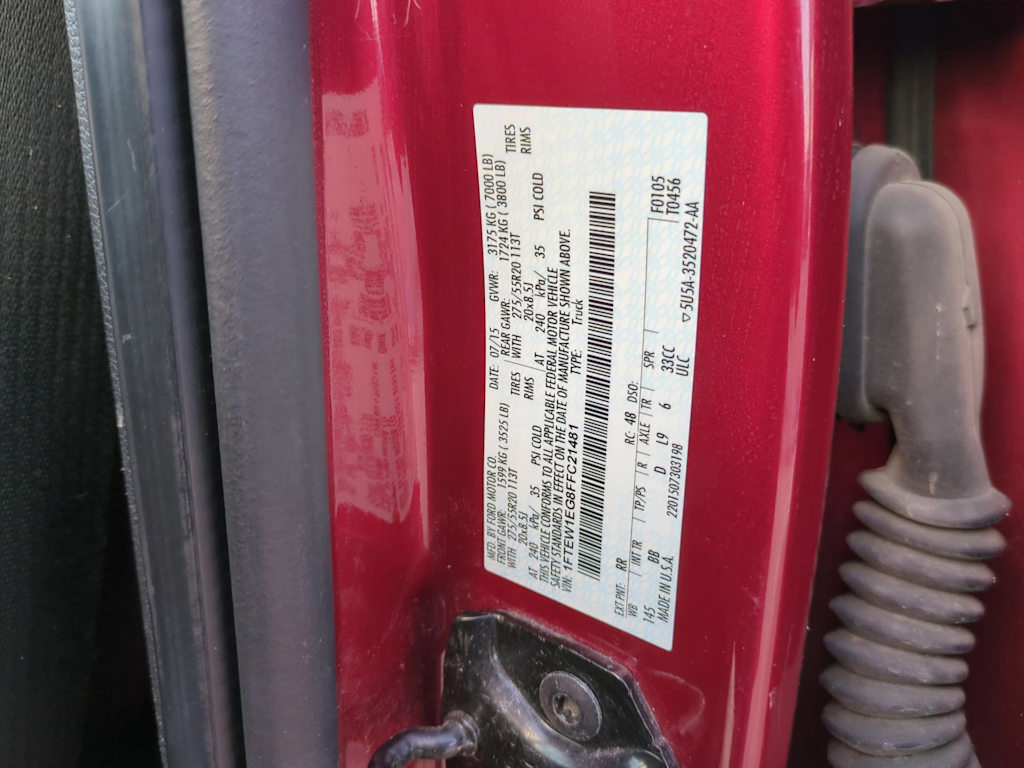 MFD. BY FORD MOTOR CO.
DATE: 07/15 GVWR: 3175 KG ( 7000 LB)
FRONT GAWR: 1599 KG ( 3525 LB)
REAR GAWR: 1724 KG ( 3800 LB)
WITH 275/55R20 113T TIRES
WITH 275/55R20 113T TIRES
20x8.5J RIMS
20x8.5J RIMS
AT 240 kPa/ 35 PSI COLD
AT 240 kPa/ 35 PSI COLD
THIS VEHICLE CONFORMS TO ALL APPLICABLE FEDERAL MOTOR VEHICLE
SAFETY STANDARDS IN EFFECT ON THE DATE OF MANUFACTURE SHOWN ABOVE.
VIN: 1FTEW1EG8FFC21481 TYPE: Truck
EXT PNT: RR RC: 48 DSO: F0105
WB | INT TR | TP/PS | R | AXLE | TR | SPR | T0456
145 BB D L9 6 33CC
MADE IN U.S.A. 2201507303198 ULC ▽5U5A-3520472-AA